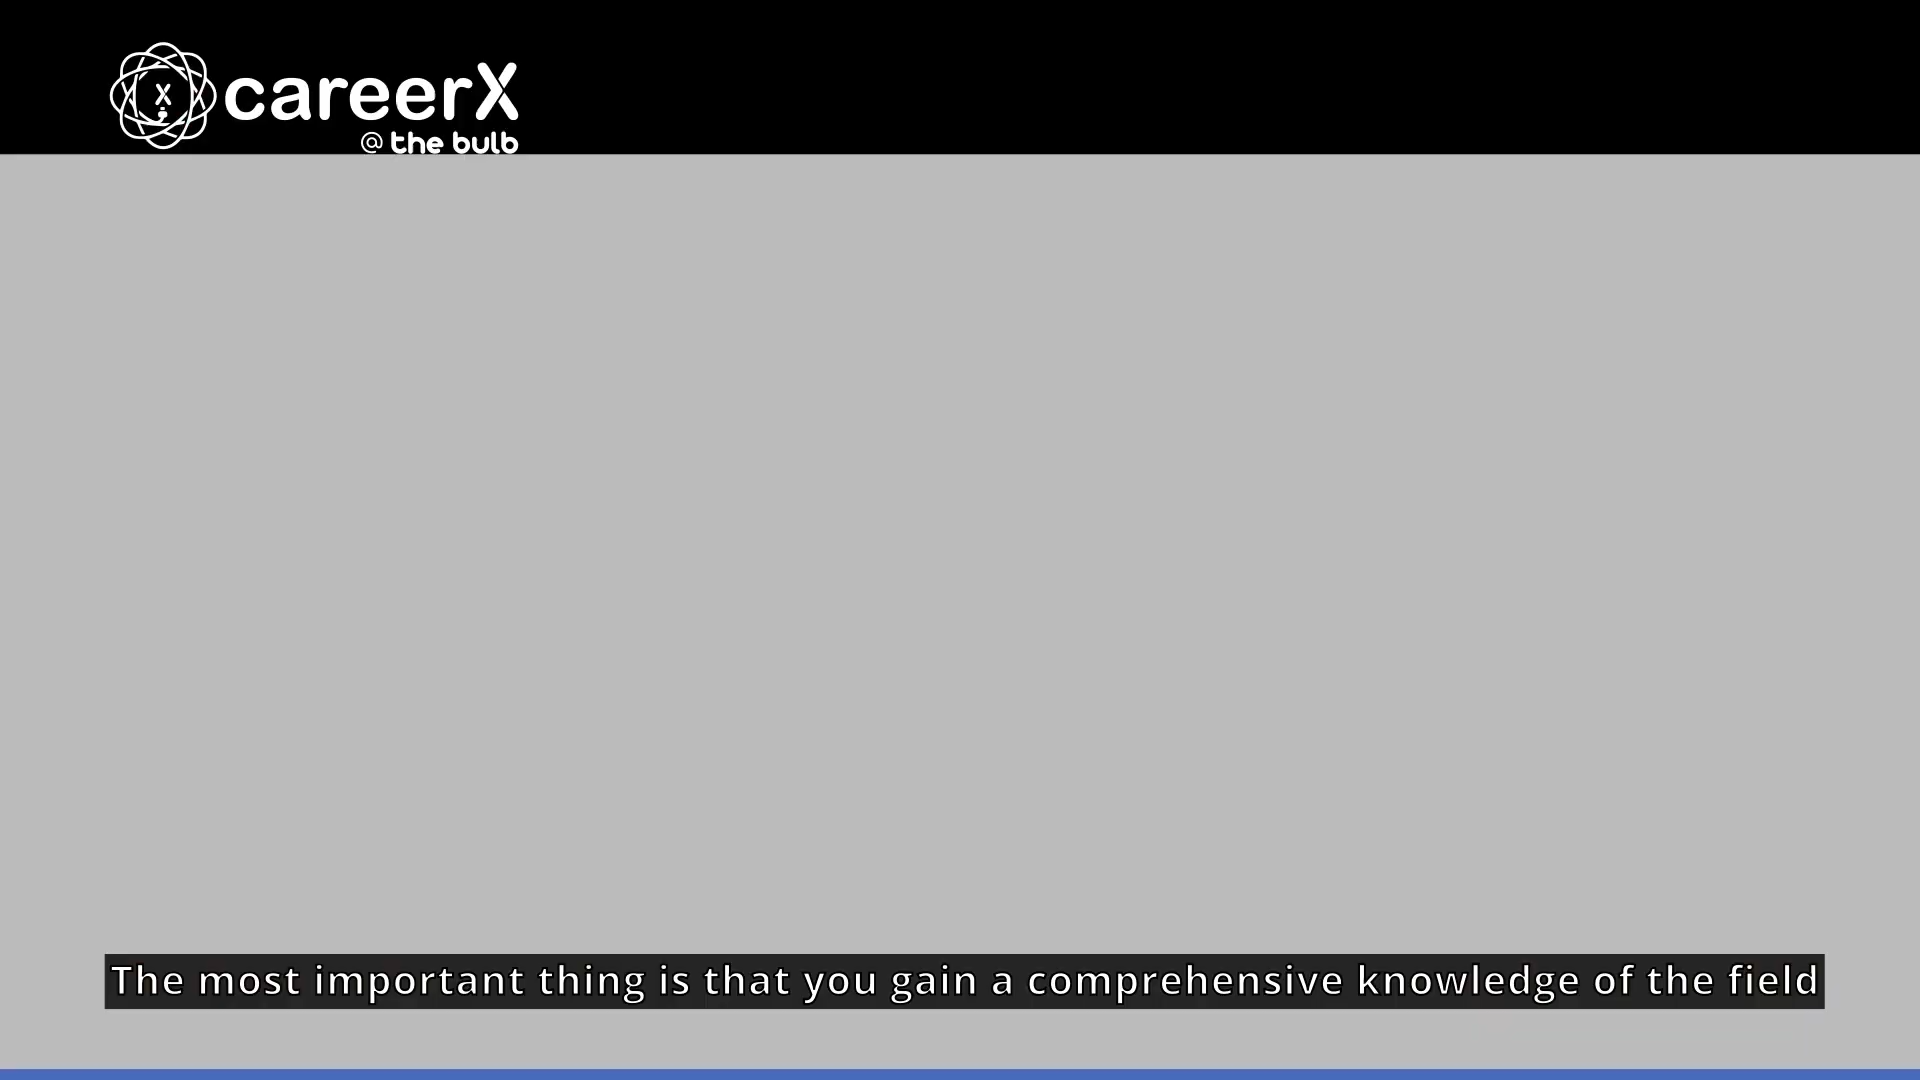 careerX
@ the bulb
The most important thing is that you gain a comprehensive knowledge of the field